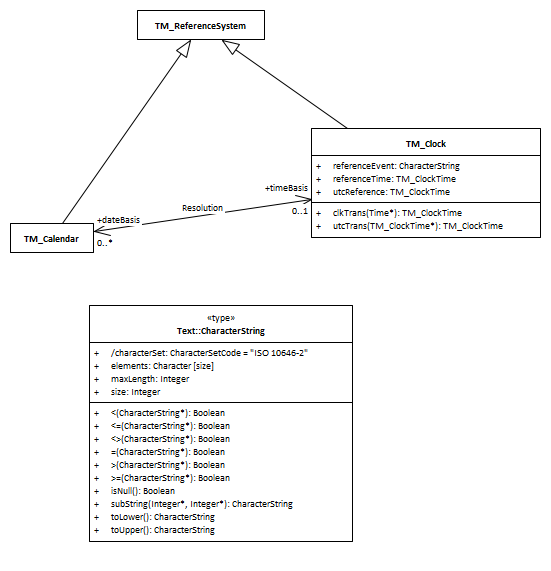 TM_ReferenceSystem
TM_Clock
+ referenceEvent: CharacterString
+ referenceTime: TM_ClockTime
+ utcReference: TM_ClockTime
+ clkTrans(Time*): TM_ClockTime
+ utcTrans(TM_ClockTime*): TM_ClockTime
+timeBasis
0..1
Resolution
+dateBasis
0..*
TM_Calendar
«type»
Text::CharacterString
+ /characterSet: CharacterSetCode = "ISO 10646-2"
+ elements: Character [size]
+ maxLength: Integer
+ size: Integer
+ <(CharacterString*): Boolean
+ <=(CharacterString*): Boolean
+ <>(CharacterString*): Boolean
+ =(CharacterString*): Boolean
+ >(CharacterString*): Boolean
+ >=(CharacterString*): Boolean
+ isNull(): Boolean
+ subString(Integer*, Integer*): CharacterString
+ toLower(): CharacterString
+ toUpper(): CharacterString